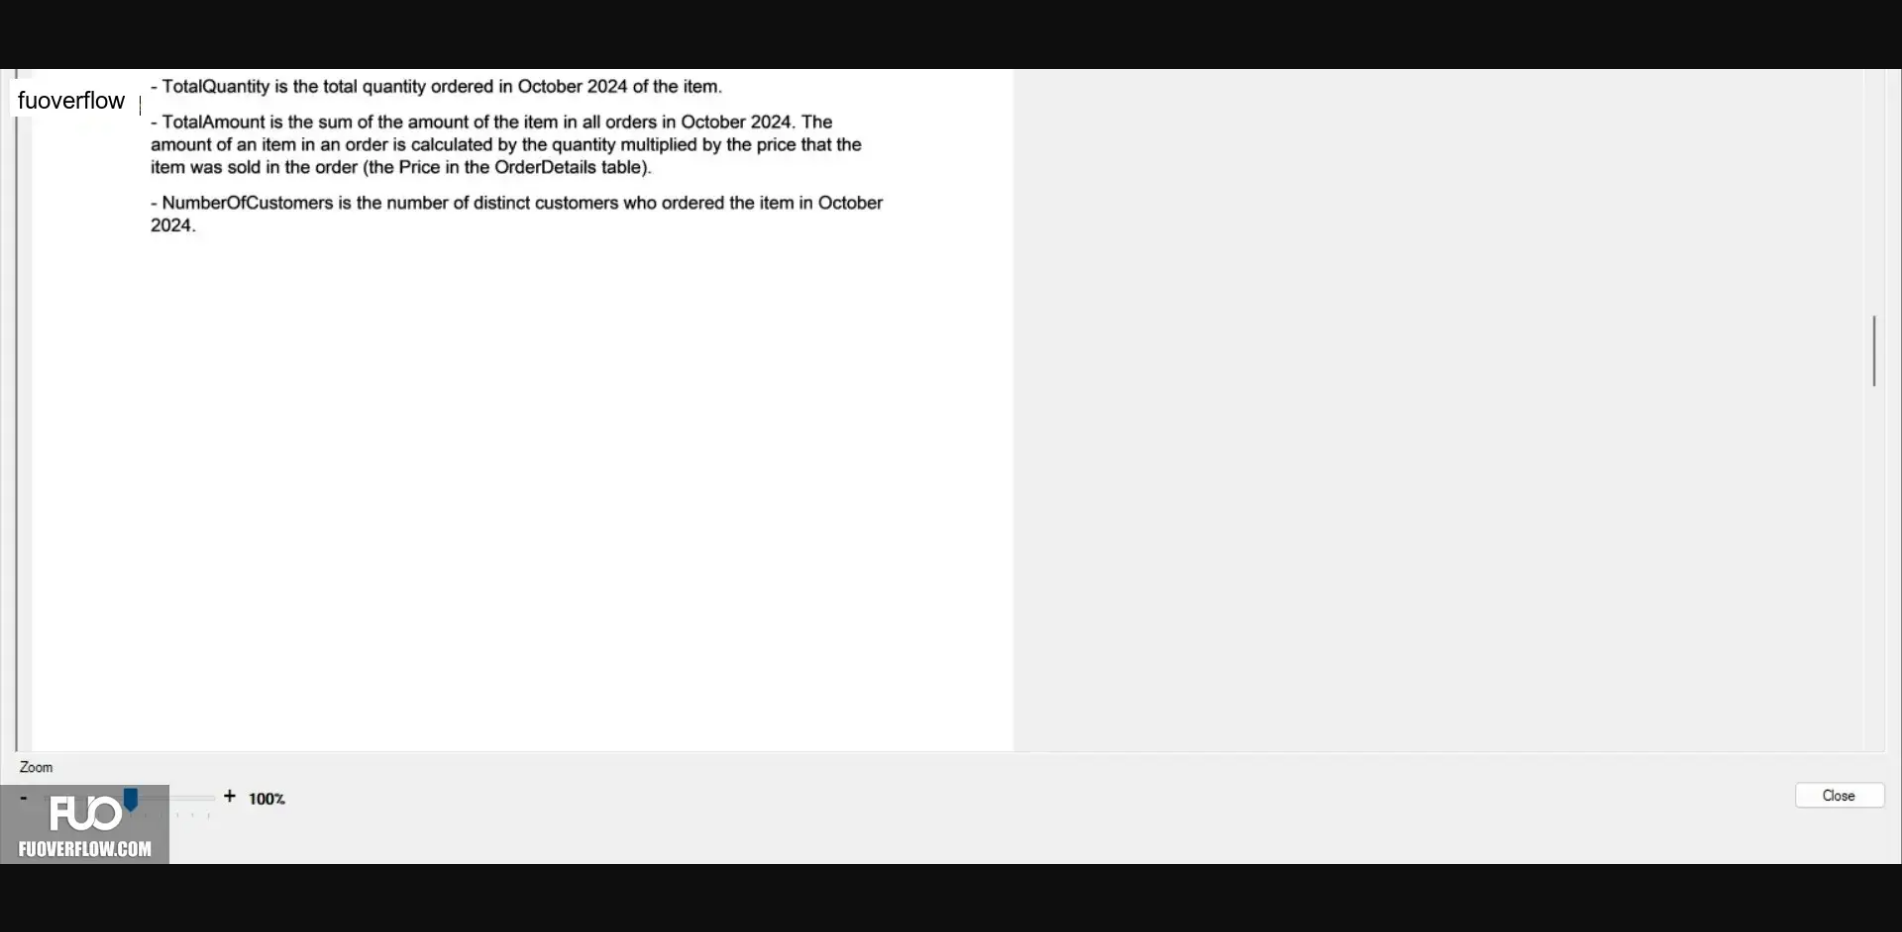 - TotalQuantity is the total quantity ordered in October 2024 of the item.
fuoverflow
- TotalAmount is the sum of the amount of the item in all orders in October 2024. The
amount of an item in an order is calculated by the quantity multiplied by the price that the
item was sold in the order (the Price in the OrderDetails table).
- NumberOfCustomers is the number of distinct customers who ordered the item in October
2024.
Zoom
- + 100%
Close
FUO
FUOVERFLOW.COM